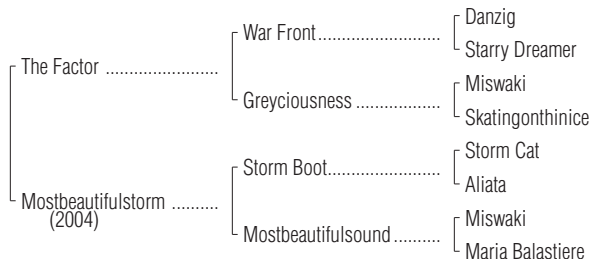 Danzig
War Front....................
Starry Dreamer
The Factor ....................
Miswaki
Greyciousness ...............
Skatingonthinice
Storm Cat
Storm Boot..................
Aliata
Mostbeautifulstorm ........
(2004)
Miswaki
Mostbeautifulsound ........
Maria Balastiere